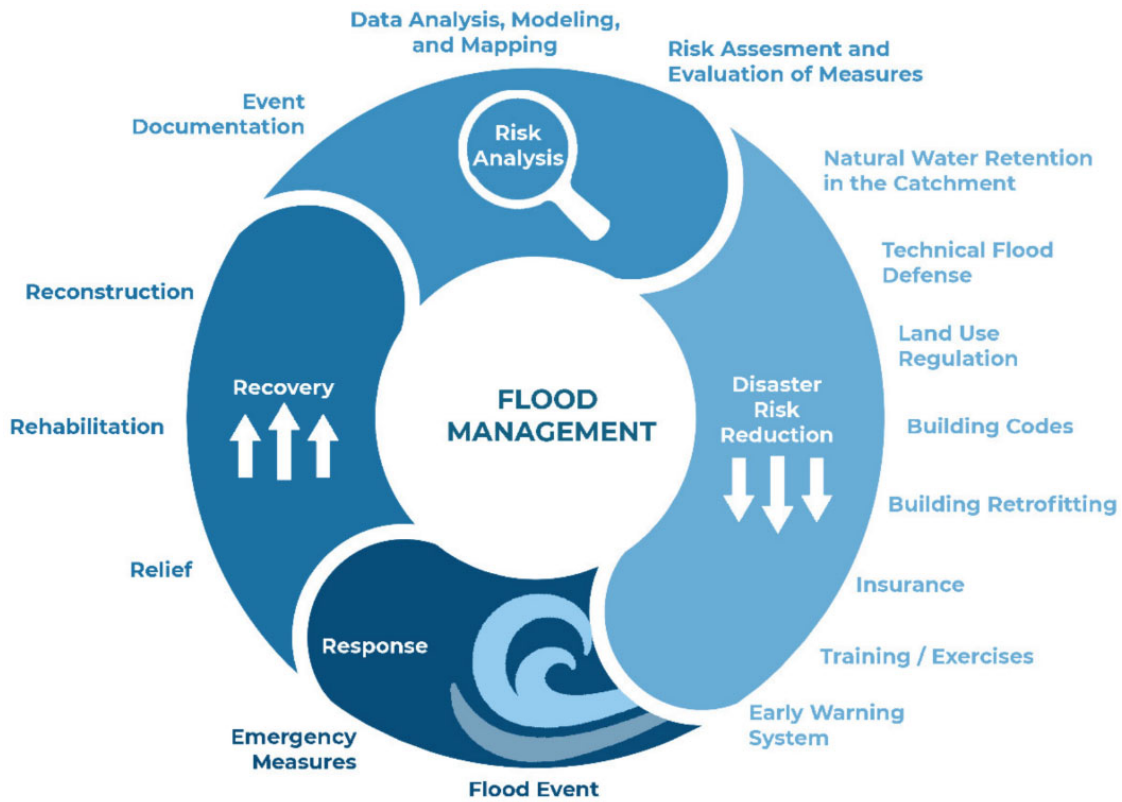 Data Analysis, Modeling,
and Mapping
Risk Assesment and
Evaluation of Measures
Event
Documentation
Risk
Analysis
Natural Water Retention
in the Catchment
Technical Flood
Defense
Reconstruction
Land Use
Regulation
Recovery
FLOOD
MANAGEMENT
Disaster
Risk
Reduction
Rehabilitation
Building Codes
Building Retrofitting
Relief
Insurance
Response
Training / Exercises
Early Warning
System
Emergency
Measures
Flood Event